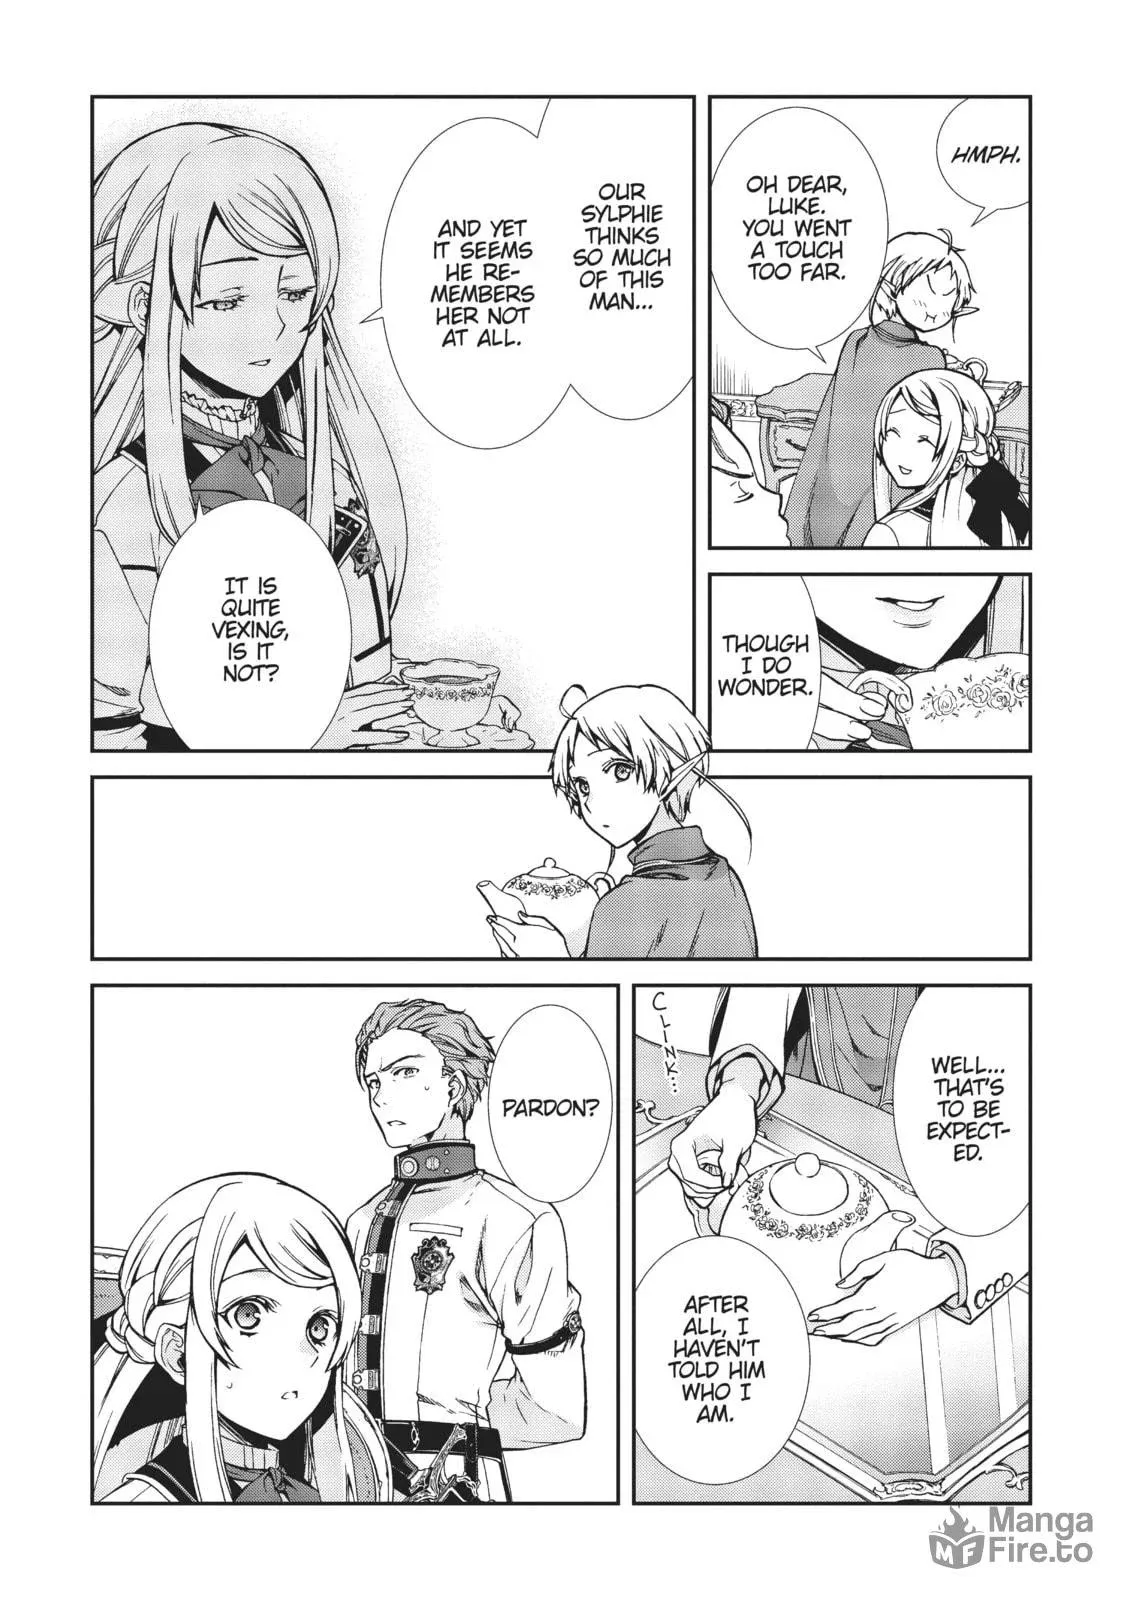 HMPH.
OH DEAR,
LUKE.
YOU WENT
A TOUCH
TOO FAR.
THOUGH
I DO
WONDER.
OUR
SYLPHIE
THINKS
SO MUCH
OF THIS
MAN...
AND YET
IT SEEMS
HE RE-
MEMBERS
HER NOT
AT ALL.
IT IS
QUITE
VEXING,
IS IT
NOT?
WELL...
THAT'S
TO BE
EXPECT-
ED.
CLINK...
AFTER
ALL, I
HAVEN'T
TOLD HIM
WHO I
AM.
PARDON?
Manga
Fire.to
MF